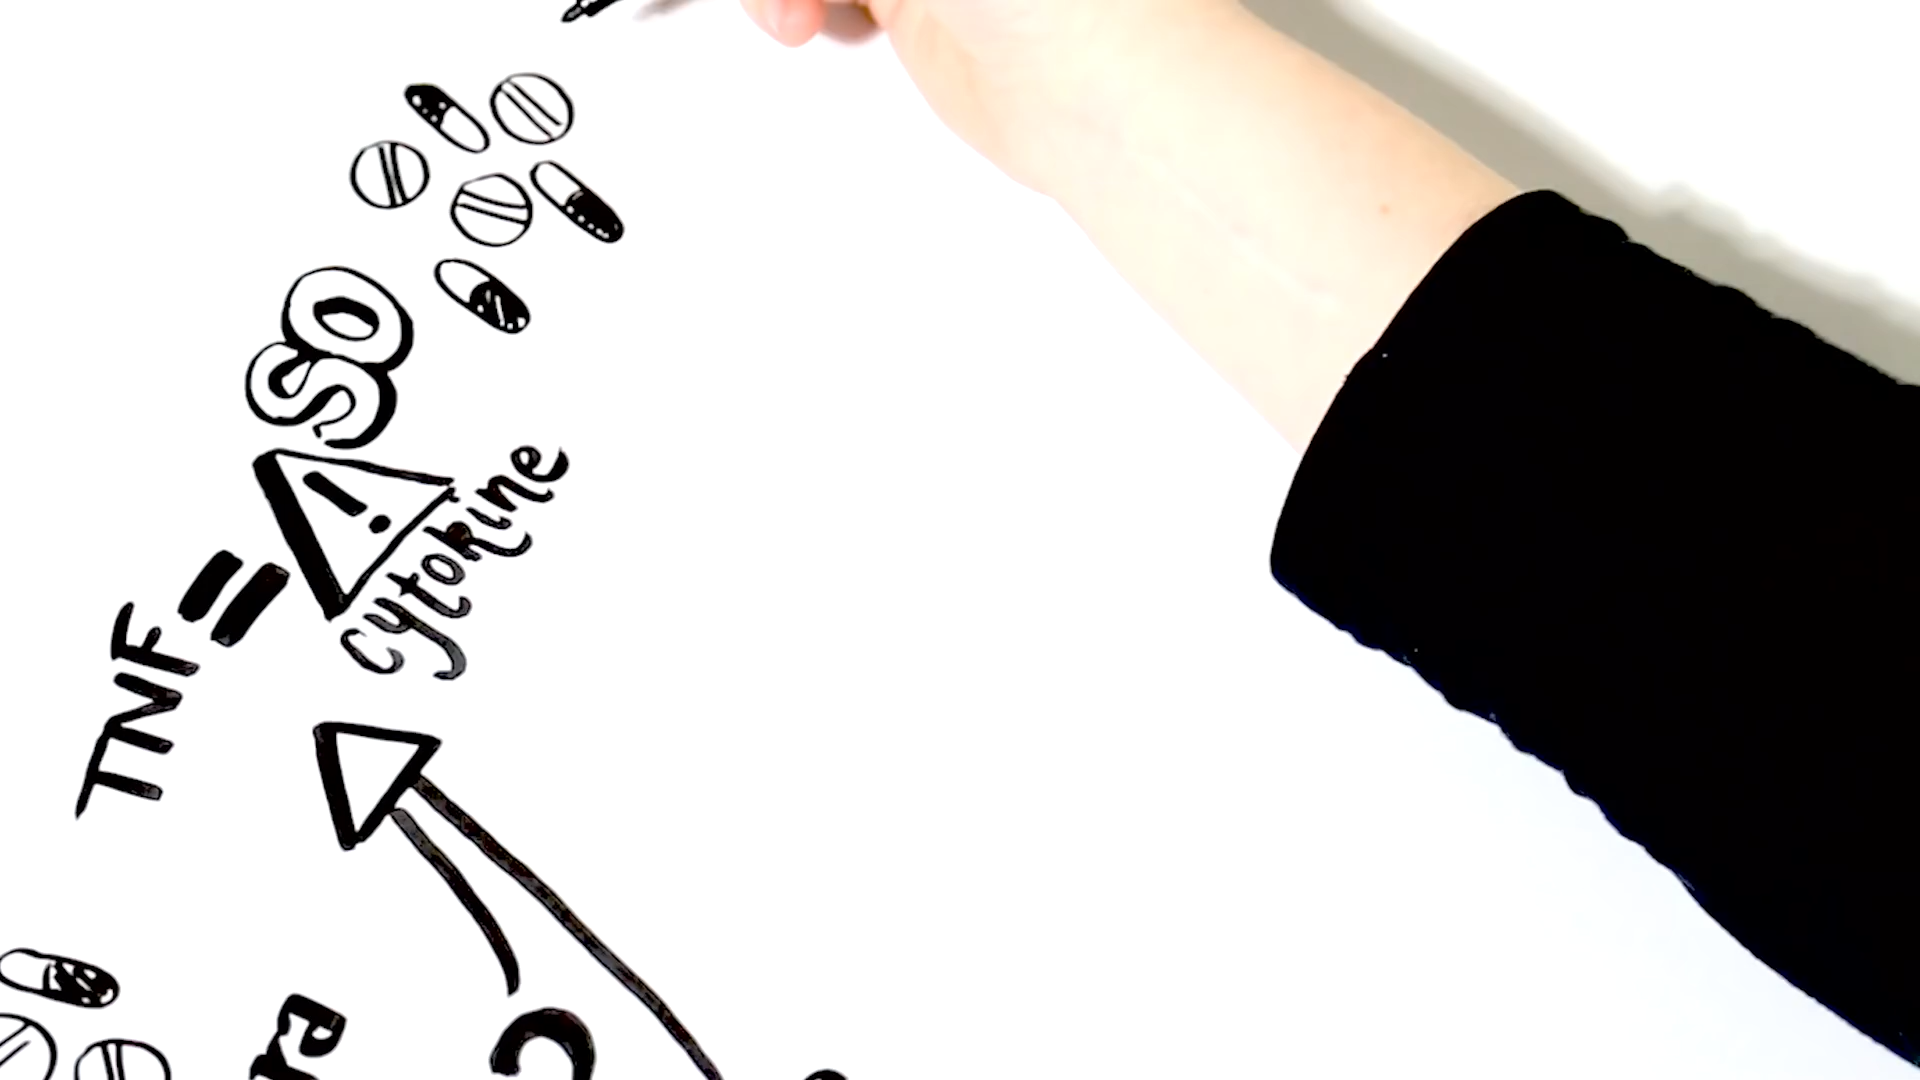 SO
TNF = !
cytokine